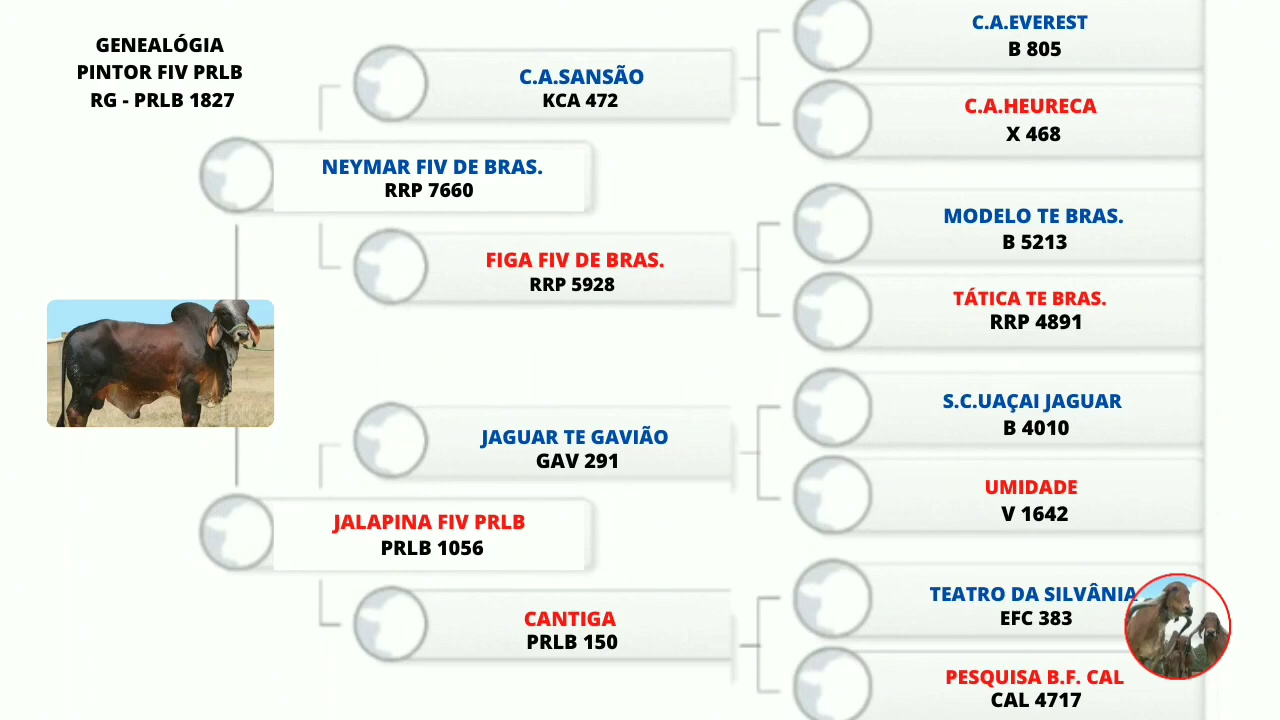 GENEALÓGIA
PINTOR FIV PRLB
RG - PRLB 1827
C.A.SANSÃO
KCA 472
NEYMAR FIV DE BRAS.
RRP 7660
FIGA FIV DE BRAS.
RRP 5928
JAGUAR TE GAVIÃO
GAV 291
JALAPINA FIV PRLB
PRLB 1056
CANTIGA
PRLB 150
C.A.EVEREST
B 805
C.A.HEURECA
X 468
MODELO TE BRAS.
B 5213
TÁTICA TE BRAS.
RRP 4891
S.C.UAÇAI JAGUAR
B 4010
UMIDADE
V 1642
TEATRO DA SILVÂNIA
EFC 383
PESQUISA B.F. CAL
CAL 4717